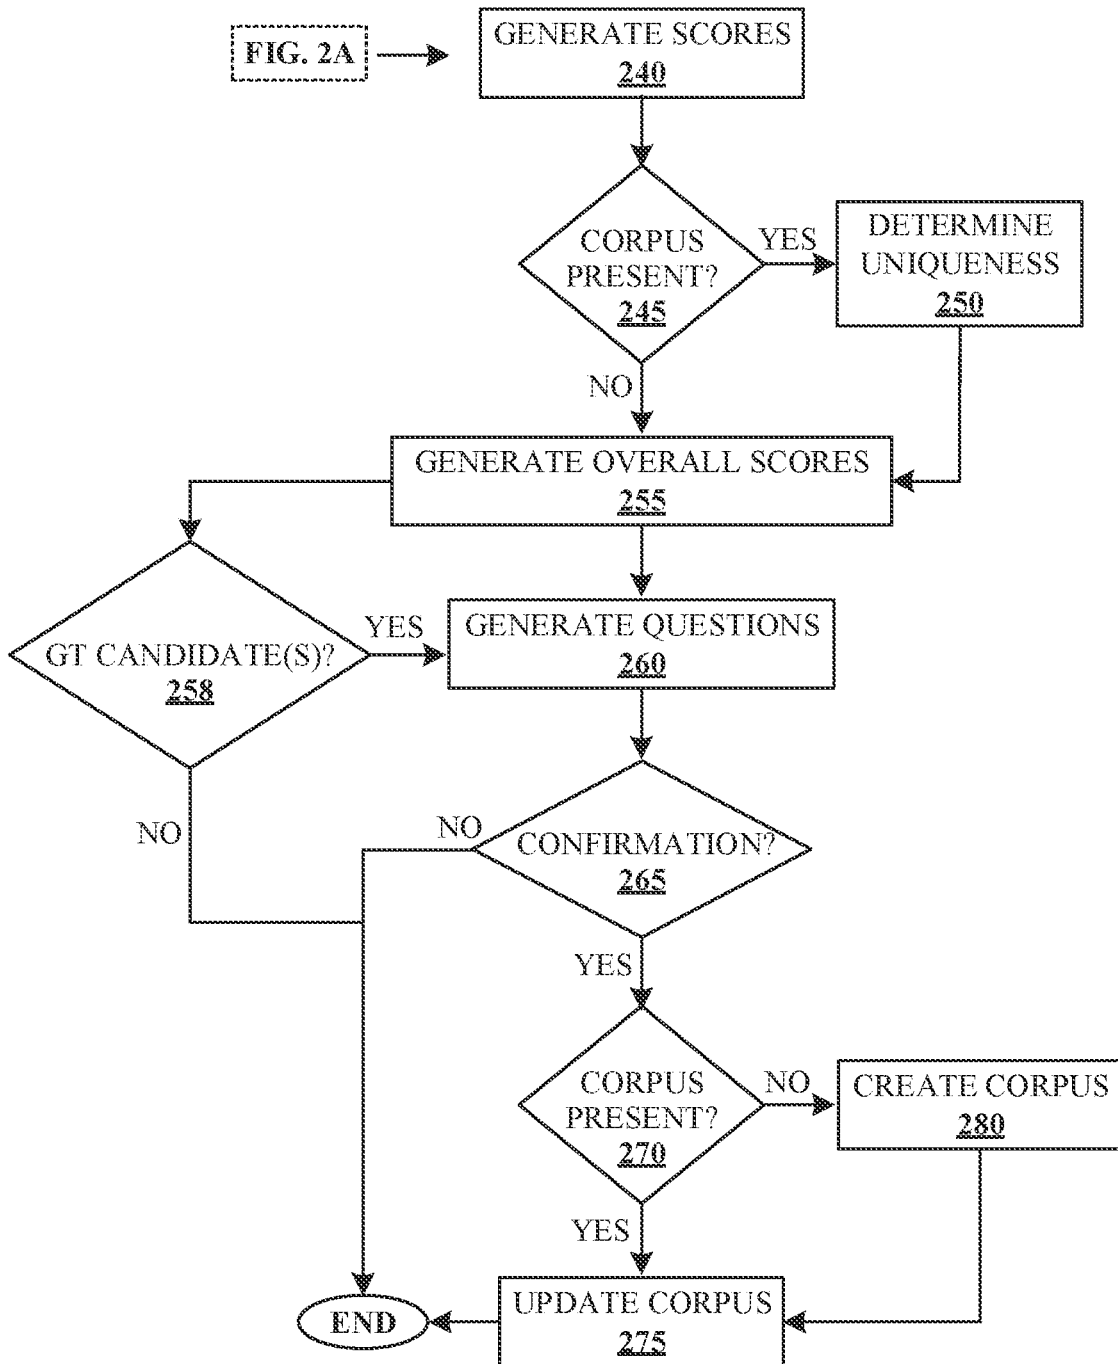 FIG. 2A
GENERATE SCORES
240
CORPUS
PRESENT?
245
YES
DETERMINE
UNIQUENESS
250
NO
GENERATE OVERALL SCORES
255
GT CANDIDATE(S)?
258
YES
GENERATE QUESTIONS
260
NO
NO
CONFIRMATION?
265
YES
CORPUS
PRESENT?
270
NO
CREATE CORPUS
280
YES
UPDATE CORPUS
275
END